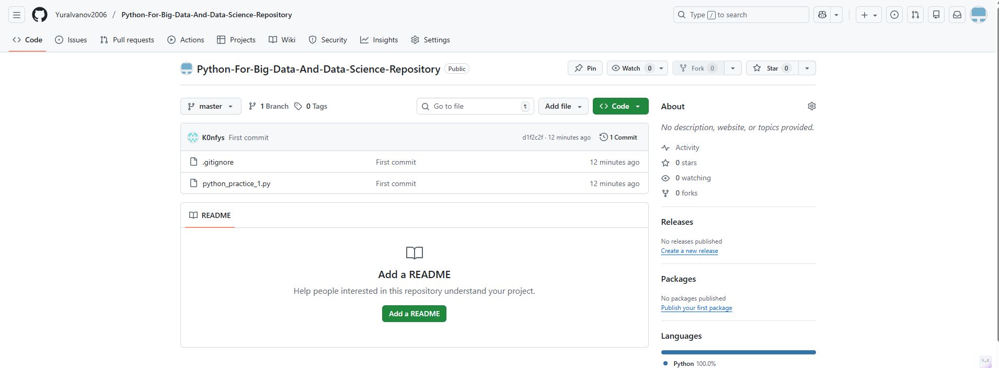 YuraIvanov2006 / Python-For-Big-Data-And-Data-Science-Repository
Type / to search
Code Issues Pull requests Actions Projects Wiki Security Insights Settings
Python-For-Big-Data-And-Data-Science-Repository Public
Pin Watch 0 Fork 0 Star 0
master 1 Branch 0 Tags Go to file t Add file Code
K0nfys First commit d1f2c2f · 12 minutes ago 1 Commit
.gitignore First commit 12 minutes ago
python_practice_1.py First commit 12 minutes ago
README
Add a README
Help people interested in this repository understand your project.
Add a README
About
No description, website, or topics provided.
Activity
0 stars
0 watching
0 forks
Releases
No releases published
Create a new release
Packages
No packages published
Publish your first package
Languages
Python 100.0%